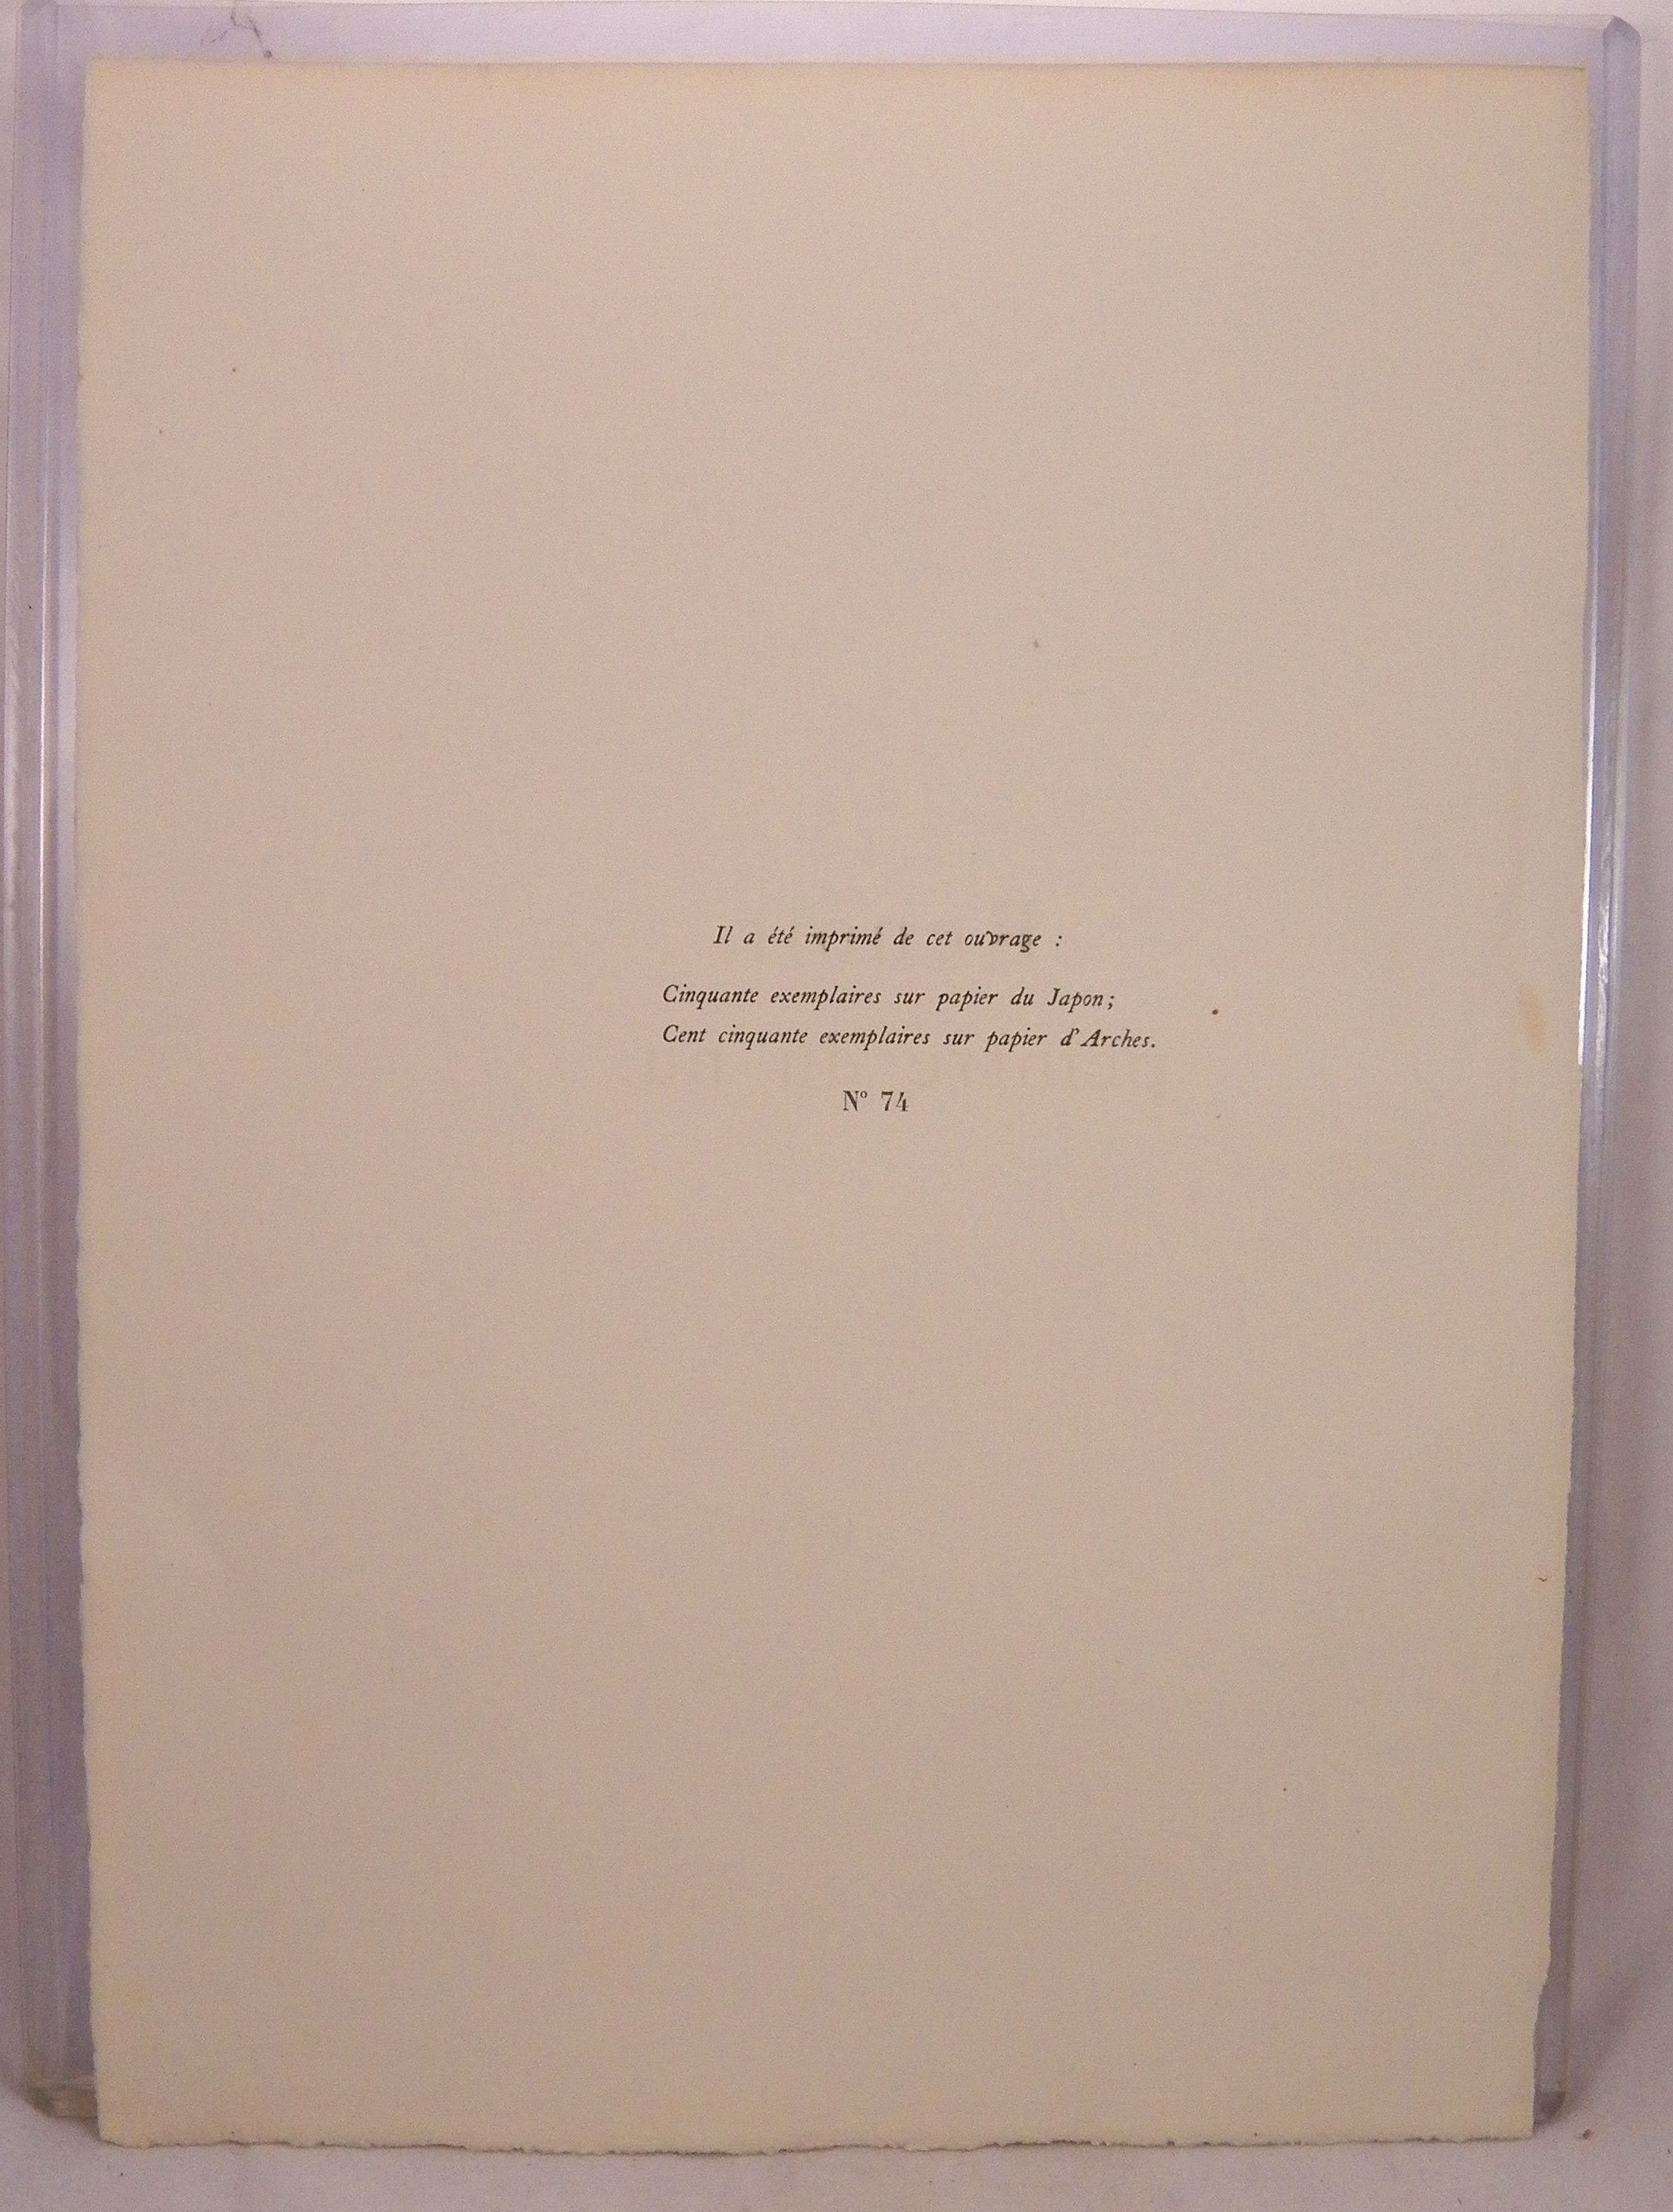 Il a été imprimé de cet ouvrage :
Cinquante exemplaires sur papier du Japon;
Cent cinquante exemplaires sur papier d'Arches.
Nº 74